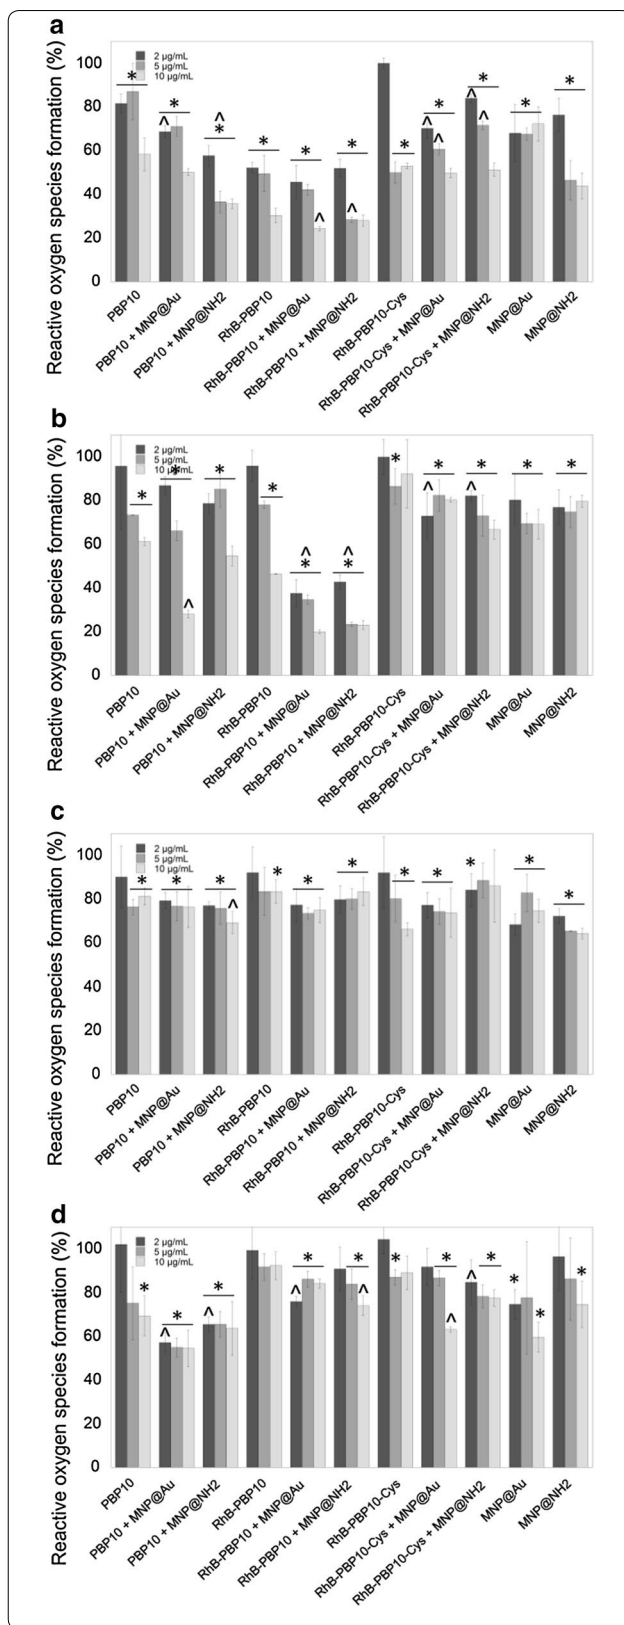 a
Reactive oxygen species formation (%)
100
80
60
40
20
0
2 µg/mL
5 µg/mL
10 µg/mL
* ^ * ^ * * * ^ * ^ * ^ * ^ ^ * ^ ^ * * *
PBP10
PBP10 + MNP@Au
PBP10 + MNP@NH2
RhB-PBP10
RhB-PBP10 + MNP@Au
RhB-PBP10 + MNP@NH2
RhB-PBP10-Cys
RhB-PBP10-Cys + MNP@Au
RhB-PBP10-Cys + MNP@NH2
MNP@Au
MNP@NH2
b
Reactive oxygen species formation (%)
100
80
60
40
20
0
2 µg/mL
5 µg/mL
10 µg/mL
* * ^ * * ^ * ^ * * ^ * ^ * * *
PBP10
PBP10 + MNP@Au
PBP10 + MNP@NH2
RhB-PBP10
RhB-PBP10 + MNP@Au
RhB-PBP10 + MNP@NH2
RhB-PBP10-Cys
RhB-PBP10-Cys + MNP@Au
RhB-PBP10-Cys + MNP@NH2
MNP@Au
MNP@NH2
c
Reactive oxygen species formation (%)
100
80
60
40
20
0
2 µg/mL
5 µg/mL
10 µg/mL
* * * ^ * * * * * * * *
PBP10
PBP10 + MNP@Au
PBP10 + MNP@NH2
RhB-PBP10
RhB-PBP10 + MNP@Au
RhB-PBP10 + MNP@NH2
RhB-PBP10-Cys
RhB-PBP10-Cys + MNP@Au
RhB-PBP10-Cys + MNP@NH2
MNP@Au
MNP@NH2
d
Reactive oxygen species formation (%)
100
80
60
40
20
0
2 µg/mL
5 µg/mL
10 µg/mL
* ^ * ^ * ^ * * ^ * * ^ ^ * * * *
PBP10
PBP10 + MNP@Au
PBP10 + MNP@NH2
RhB-PBP10
RhB-PBP10 + MNP@Au
RhB-PBP10 + MNP@NH2
RhB-PBP10-Cys
RhB-PBP10-Cys + MNP@Au
RhB-PBP10-Cys + MNP@NH2
MNP@Au
MNP@NH2